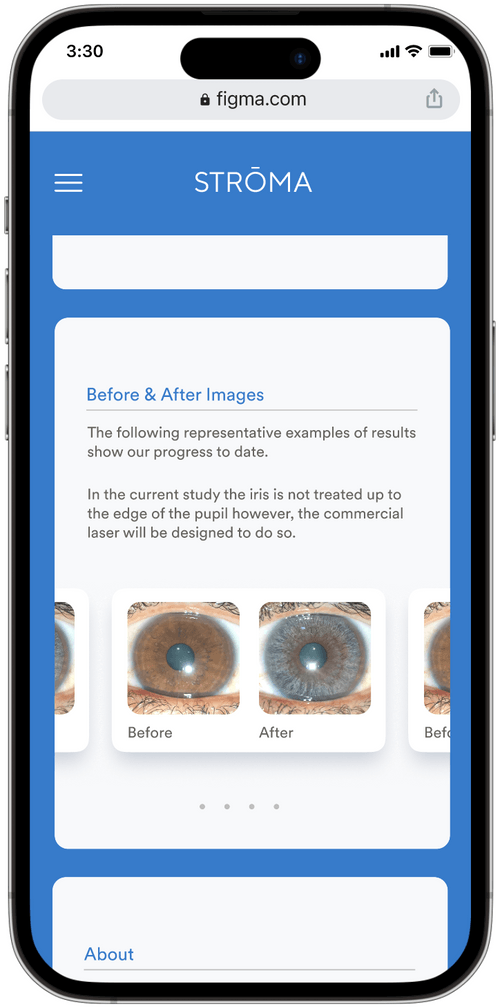 3:30
figma.com
STRŌMA
Before & After Images
The following representative examples of results
show our progress to date.
In the current study the iris is not treated up to
the edge of the pupil however, the commercial
laser will be designed to do so.
Before
After
Befo
About